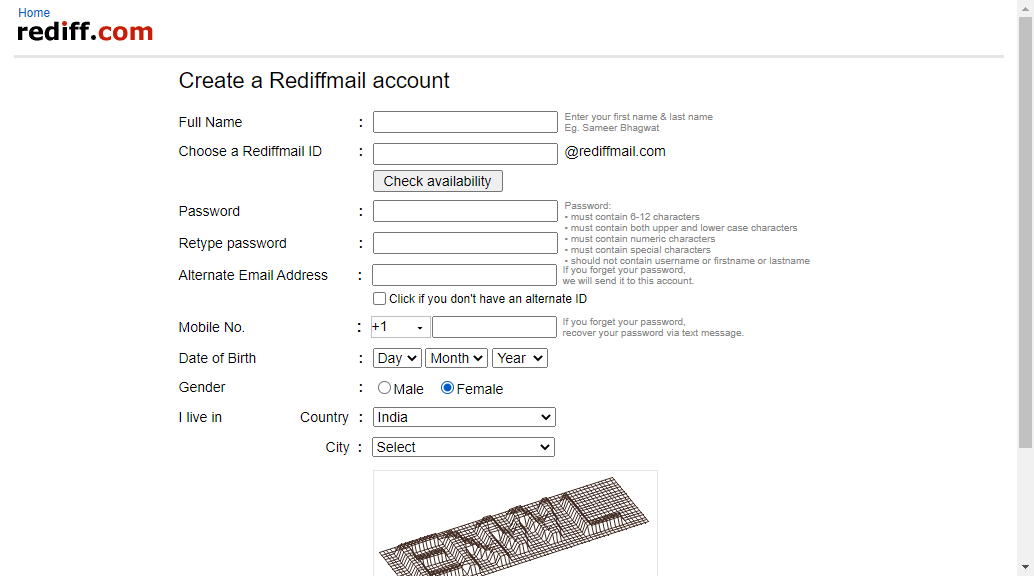 Home
rediff.com
Create a Rediffmail account
Full Name :
Enter your first name & last name
Eg. Sameer Bhagwat
Choose a Rediffmail ID : @rediffmail.com
Check availability
Password :
Password:
• must contain 6-12 characters
• must contain both upper and lower case characters
• must contain numeric characters
• must contain special characters
• should not contain username or firstname or lastname
Retype password :
Alternate Email Address :
If you forget your password,
we will send it to this account.
Click if you don't have an alternate ID
Mobile No. : +1
If you forget your password,
recover your password via text message.
Date of Birth : Day Month Year
Gender : Male Female
I live in Country : India
City : Select